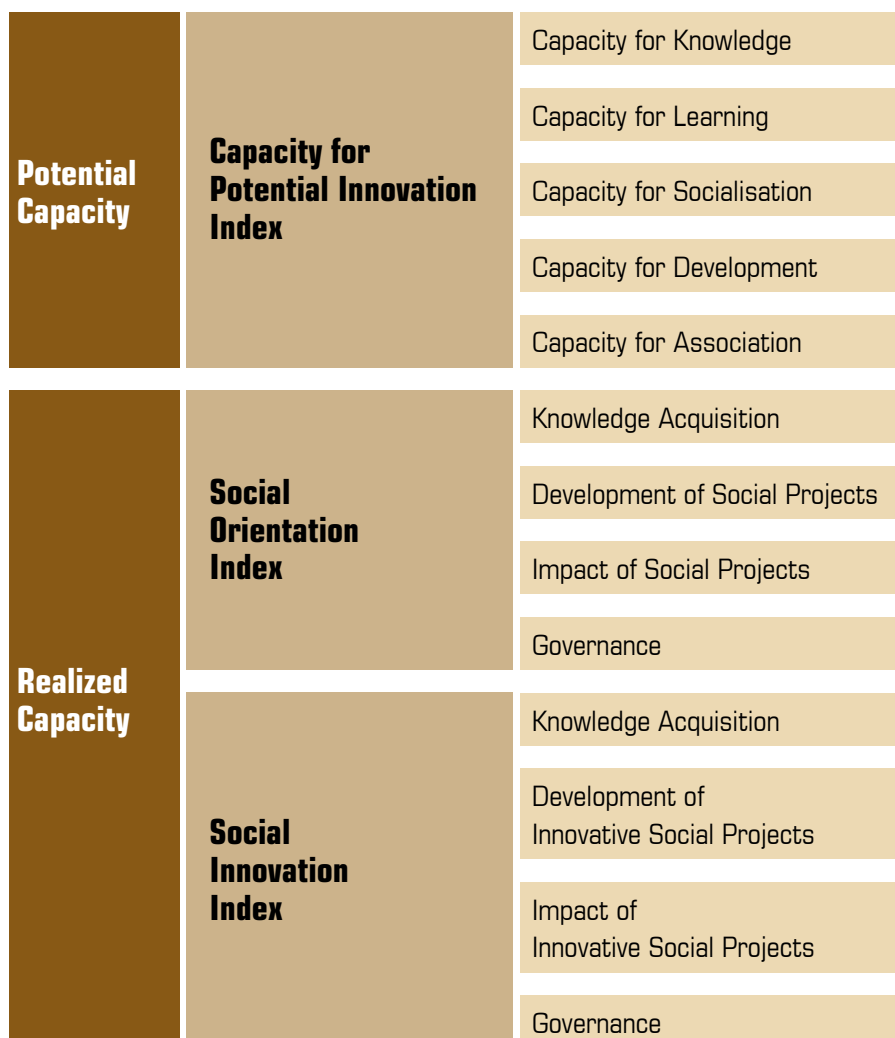 Potential
Capacity
Capacity for
Potential Innovation
Index
Capacity for Knowledge
Capacity for Learning
Capacity for Socialisation
Capacity for Development
Capacity for Association
Realized
Capacity
Social
Orientation
Index
Knowledge Acquisition
Development of Social Projects
Impact of Social Projects
Governance
Social
Innovation
Index
Knowledge Acquisition
Development of
Innovative Social Projects
Impact of
Innovative Social Projects
Governance